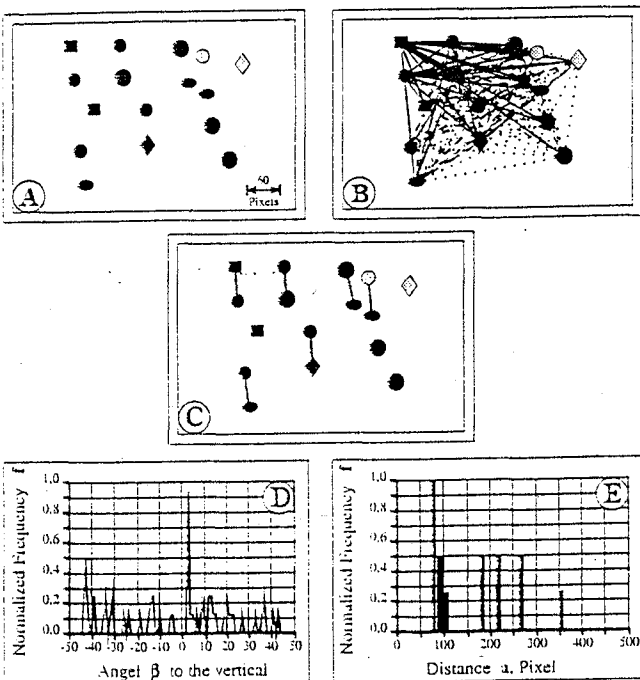 A
60
Pixels
B
C
Normalized Frequency f
1.0
0.8
0.6
0.4
0.2
0.0
-50 -40 -30 -20 -10 0 10 20 30 40 50
Angel β to the vertical
D
Normalized Frequency f
1.0
0.8
0.6
0.4
0.2
0.0
0 100 200 300 400 500
Distance a, Pixel
E